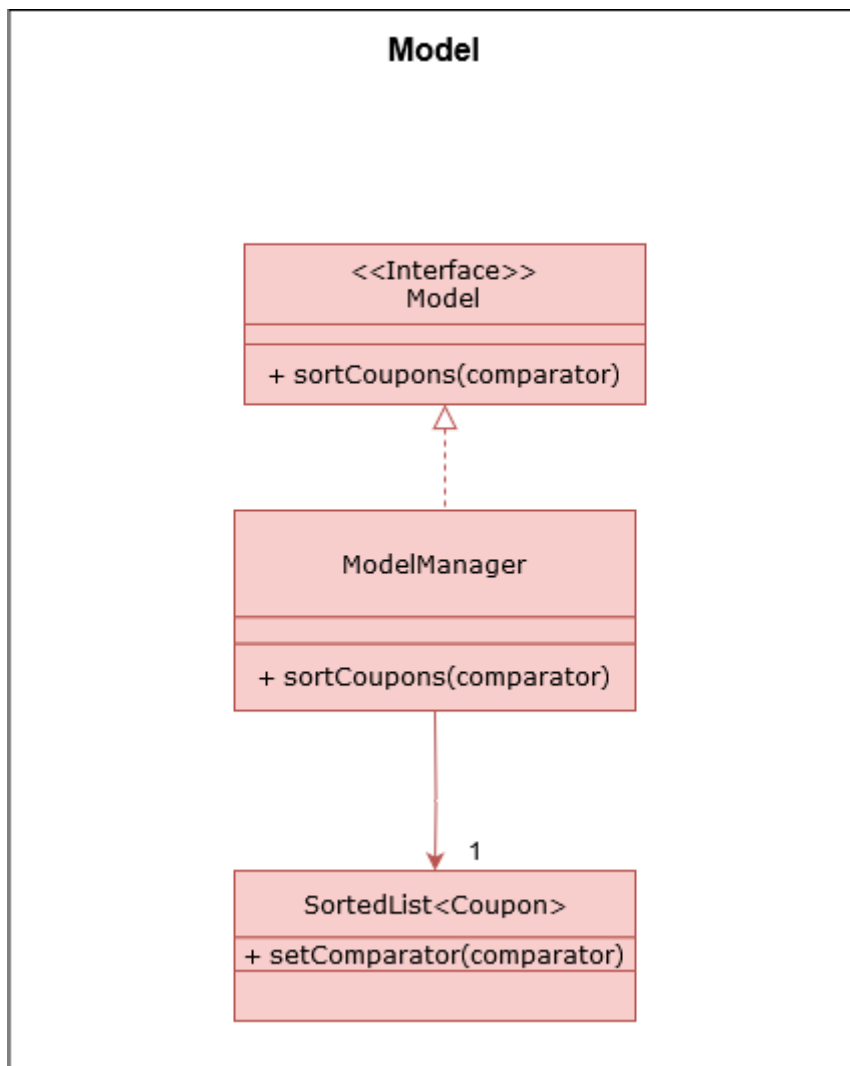 Model
<<Interface>>
Model
+ sortCoupons(comparator)
ModelManager
+ sortCoupons(comparator)
1
SortedList<Coupon>
+ setComparator(comparator)